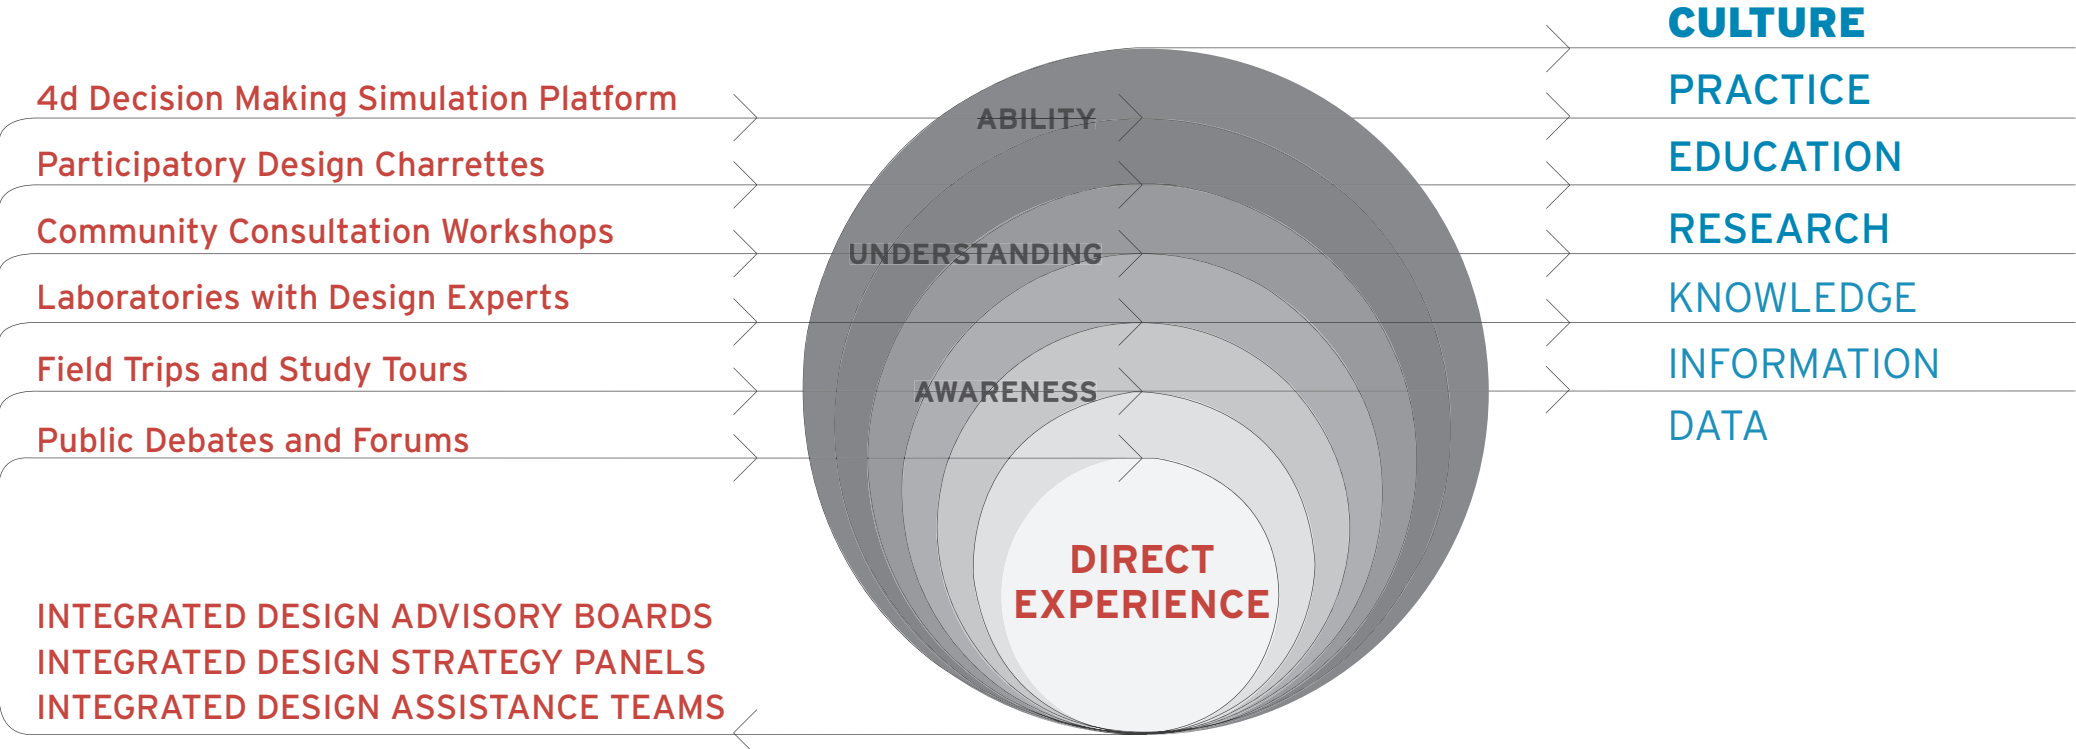 4d Decision Making Simulation Platform
Participatory Design Charrettes
Community Consultation Workshops
Laboratories with Design Experts
Field Trips and Study Tours
Public Debates and Forums
INTEGRATED DESIGN ADVISORY BOARDS
INTEGRATED DESIGN STRATEGY PANELS
INTEGRATED DESIGN ASSISTANCE TEAMS
ABILITY
UNDERSTANDING
AWARENESS
DIRECT
EXPERIENCE
CULTURE
PRACTICE
EDUCATION
RESEARCH
KNOWLEDGE
INFORMATION
DATA